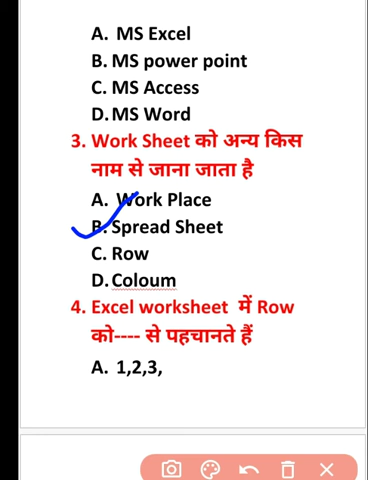 A. MS Excel
B. MS power point
C. MS Access
D. MS Word
3. Work Sheet को अन्य किस
नाम से जाना जाता है
A. Work Place
B. Spread Sheet
C. Row
D. Coloum
4. Excel worksheet में Row
को---- से पहचानते हैं
A. 1,2,3,